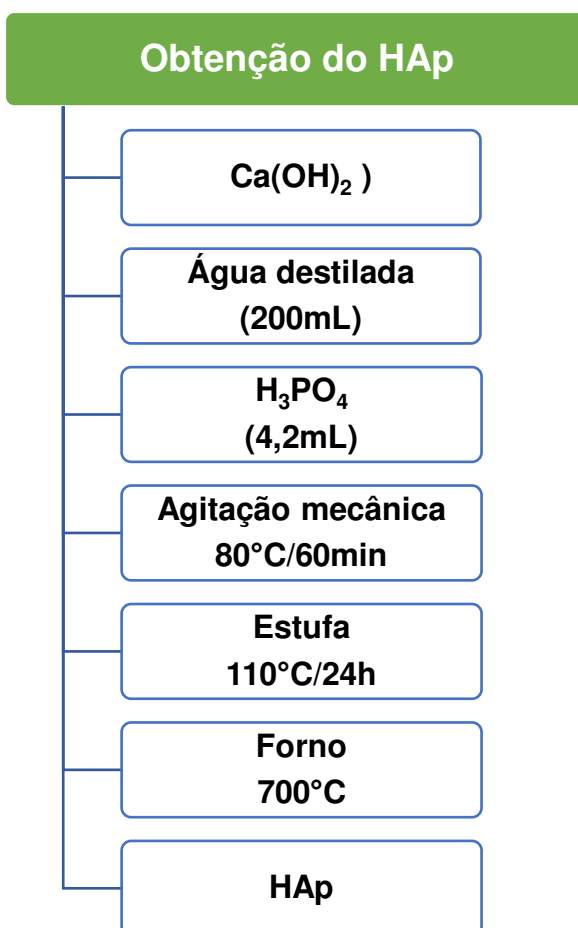 Obtenção do HAp
Ca(OH)₂ )
Água destilada
(200mL)
H₃PO₄
(4,2mL)
Agitação mecânica
80°C/60min
Estufa
110°C/24h
Forno
700°C
HAp